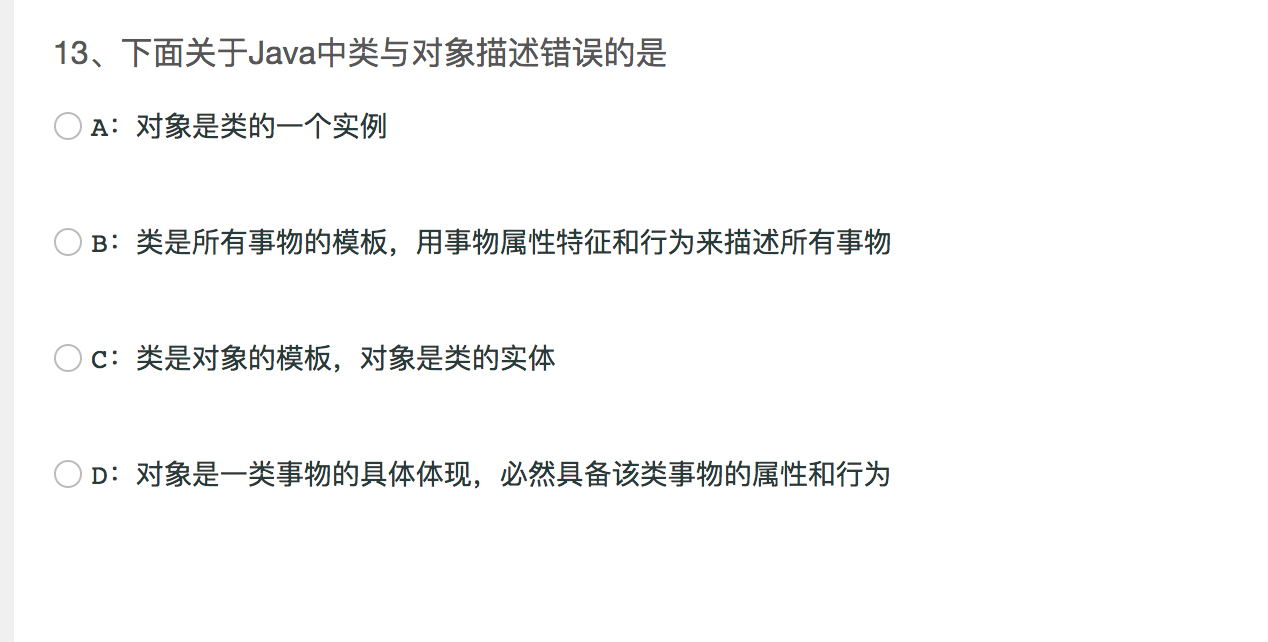 13、下面关于Java中类与对象描述错误的是
A: 对象是类的一个实例
B: 类是所有事物的模板，用事物属性特征和行为来描述所有事物
C: 类是对象的模板，对象是类的实体
D: 对象是一类事物的具体体现，必然具备该类事物的属性和行为